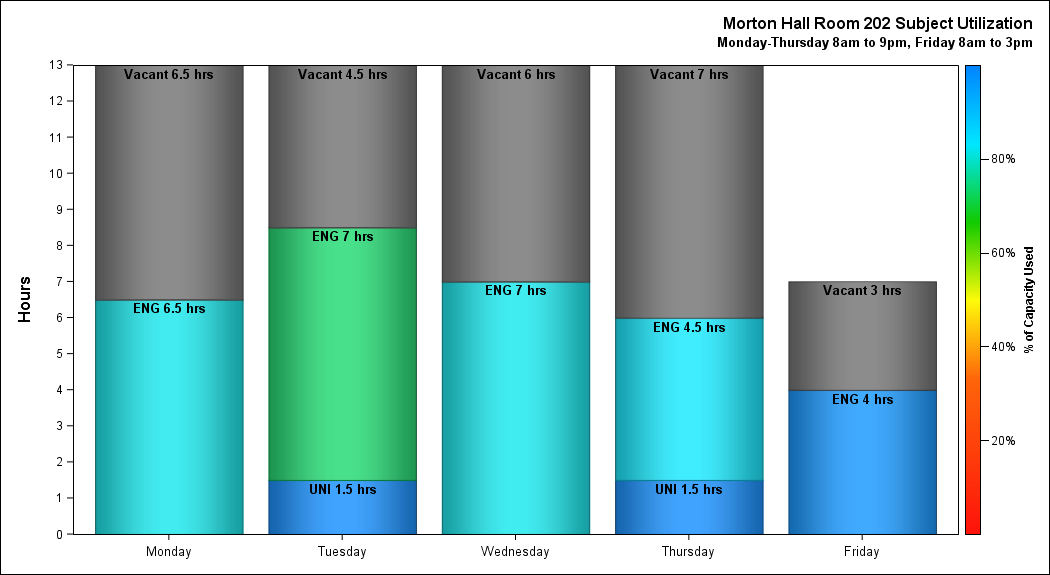 Morton Hall Room 202 Subject Utilization
Monday-Thursday 8am to 9pm, Friday 8am to 3pm
Hours
13
12
11
10
9
8
7
6
5
4
3
2
1
0
Vacant 6.5 hrs
ENG 6.5 hrs
Vacant 4.5 hrs
ENG 7 hrs
UNI 1.5 hrs
Vacant 6 hrs
ENG 7 hrs
Vacant 7 hrs
ENG 4.5 hrs
UNI 1.5 hrs
Vacant 3 hrs
ENG 4 hrs
Monday
Tuesday
Wednesday
Thursday
Friday
80%
60%
40%
20%
% of Capacity Used